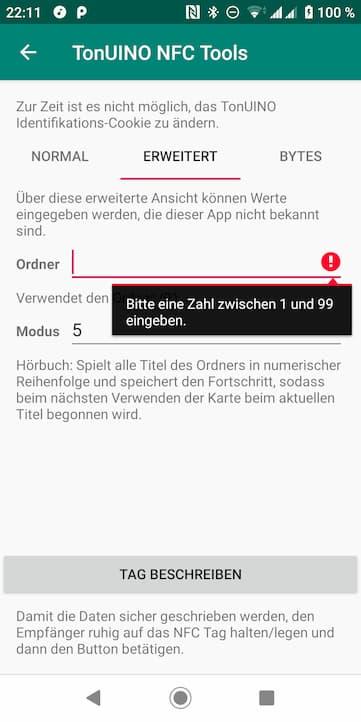 22:11 100 %
TonUINO NFC Tools
Zur Zeit ist es nicht möglich, das TonUINO
Identifikations-Cookie zu ändern.
NORMAL ERWEITERT BYTES
Über diese erweiterte Ansicht können Werte
eingegeben werden, die dieser App nicht bekannt
sind.
Ordner
Bitte eine Zahl zwischen 1 und 99
eingeben.
Verwendet den
Modus 5
Hörbuch: Spielt alle Titel des Ordners in numerischer
Reihenfolge und speichert den Fortschritt, sodass
beim nächsten Verwenden der Karte beim aktuellen
Titel begonnen wird.
TAG BESCHREIBEN
Damit die Daten sicher geschrieben werden, den
Empfänger ruhig auf das NFC Tag halten/legen und
dann den Button betätigen.